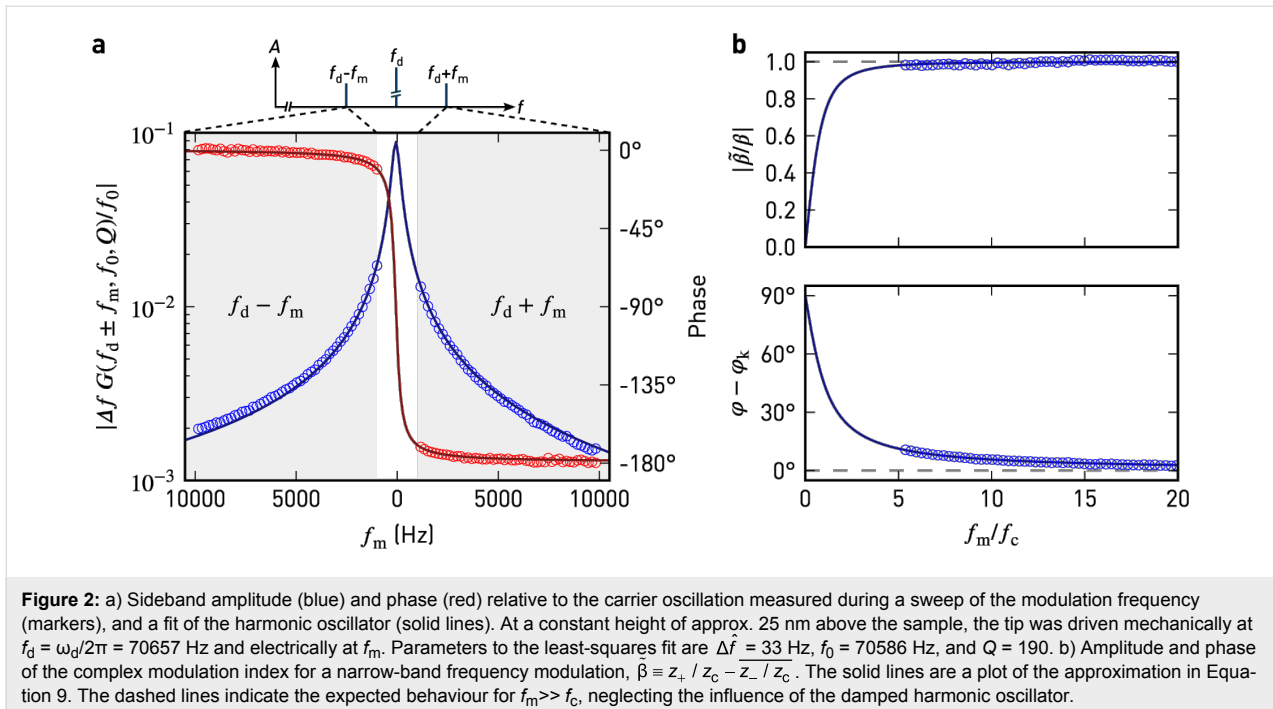 a
A
f_d
f_d-f_m
f_d+f_m
f
10⁻¹
10⁻²
10⁻³
|Δf G(f_d ± f_m, f_0, Q)/f_0|
f_d − f_m
f_d + f_m
0°
-45°
-90°
-135°
-180°
Phase
10000 5000 0 5000 10000
f_m (Hz)
b
1.0
0.8
0.6
0.4
0.2
0.0
|β̃/β|
90°
60°
30°
0°
φ − φ_k
0 5 10 15 20
f_m/f_c
Figure 2: a) Sideband amplitude (blue) and phase (red) relative to the carrier oscillation measured during a sweep of the modulation frequency
(markers), and a fit of the harmonic oscillator (solid lines). At a constant height of approx. 25 nm above the sample, the tip was driven mechanically at
f_d = ω_d/2π = 70657 Hz and electrically at f_m. Parameters to the least-squares fit are Δf̂ = 33 Hz, f_0 = 70586 Hz, and Q = 190. b) Amplitude and phase
of the complex modulation index for a narrow-band frequency modulation, β̃ ≡ z_+ / z_c − z̅_-̅ ̅/̅ ̅z̅_c̅. The solid lines are a plot of the approximation in Equa-
tion 9. The dashed lines indicate the expected behaviour for f_m>> f_c, neglecting the influence of the damped harmonic oscillator.